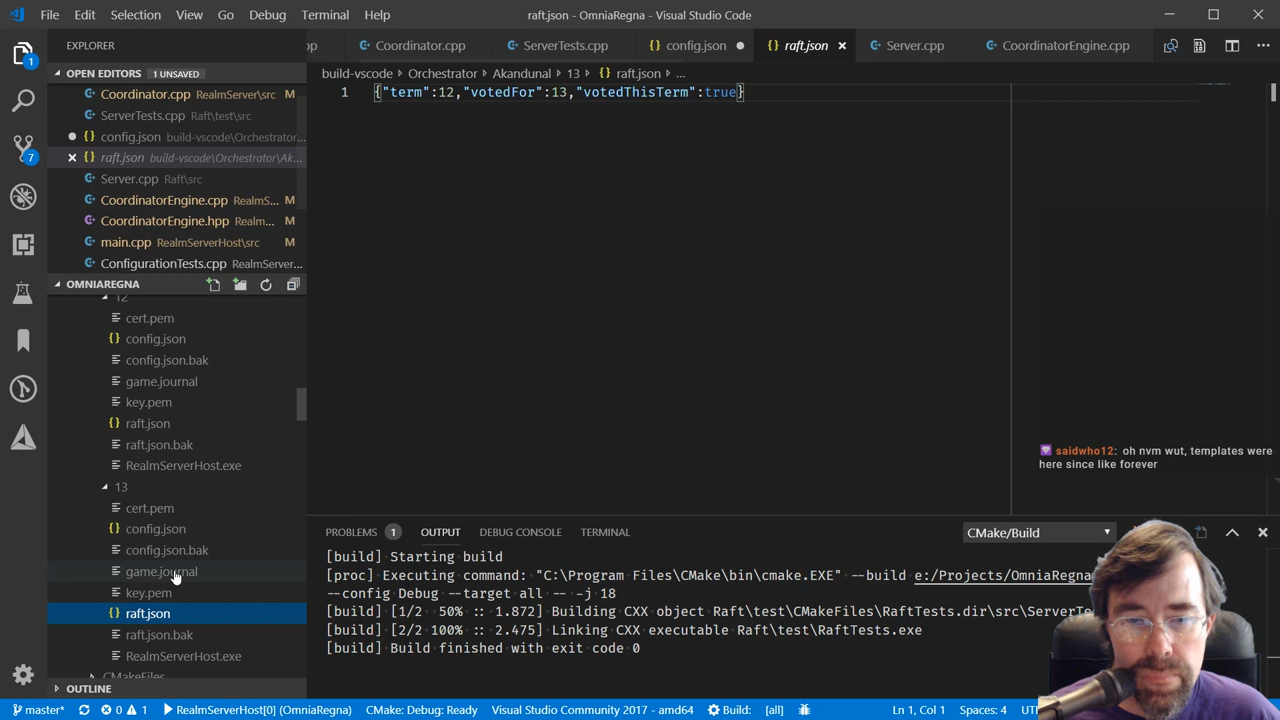 File Edit Selection View Go Debug Terminal Help
raft.json - OmniaRegna - Visual Studio Code
EXPLORER
Coordinator.cpp
ServerTests.cpp
config.json
raft.json
Server.cpp
CoordinatorEngine.cpp
OPEN EDITORS 1 UNSAVED
build-vscode Orchestrator Akandunal 13 raft.json ...
1 {"term":12,"votedFor":13,"votedThisTerm":true}
Coordinator.cpp RealmServer\src M
ServerTests.cpp Raft\test\src
config.json build-vscode\Orchestrator...
raft.json build-vscode\Orchestrator\Ak...
Server.cpp Raft\src
CoordinatorEngine.cpp RealmS... M
CoordinatorEngine.hpp Realm... M
main.cpp RealmServerHost\src M
ConfigurationTests.cpp RealmServer...
OMNIAREGNA
12
cert.pem
config.json
config.json.bak
game.journal
key.pem
raft.json
raft.json.bak
RealmServerHost.exe
13
cert.pem
config.json
config.json.bak
game.journal
key.pem
raft.json
raft.json.bak
RealmServerHost.exe
CMakeFiles
OUTLINE
saidwho12: oh nvm wut, templates were
here since like forever
PROBLEMS 1 OUTPUT DEBUG CONSOLE TERMINAL
CMake/Build
[build] Starting build
[proc] Executing command: "C:\Program Files\CMake\bin\cmake.EXE" --build e:/Projects/OmniaRegna
--config Debug --target all -- -j 18
[build] [1/2 50% :: 1.872] Building CXX object Raft\test\CMakeFiles\RaftTests.dir\src\ServerTe
[build] [2/2 100% :: 2.475] Linking CXX executable Raft\test\RaftTests.exe
[build] Build finished with exit code 0
1
7
master* 0 1 RealmServerHost[0] (OmniaRegna) CMake: Debug: Ready Visual Studio Community 2017 - amd64 Build: [all] Ln 1, Col 1 Spaces: 4